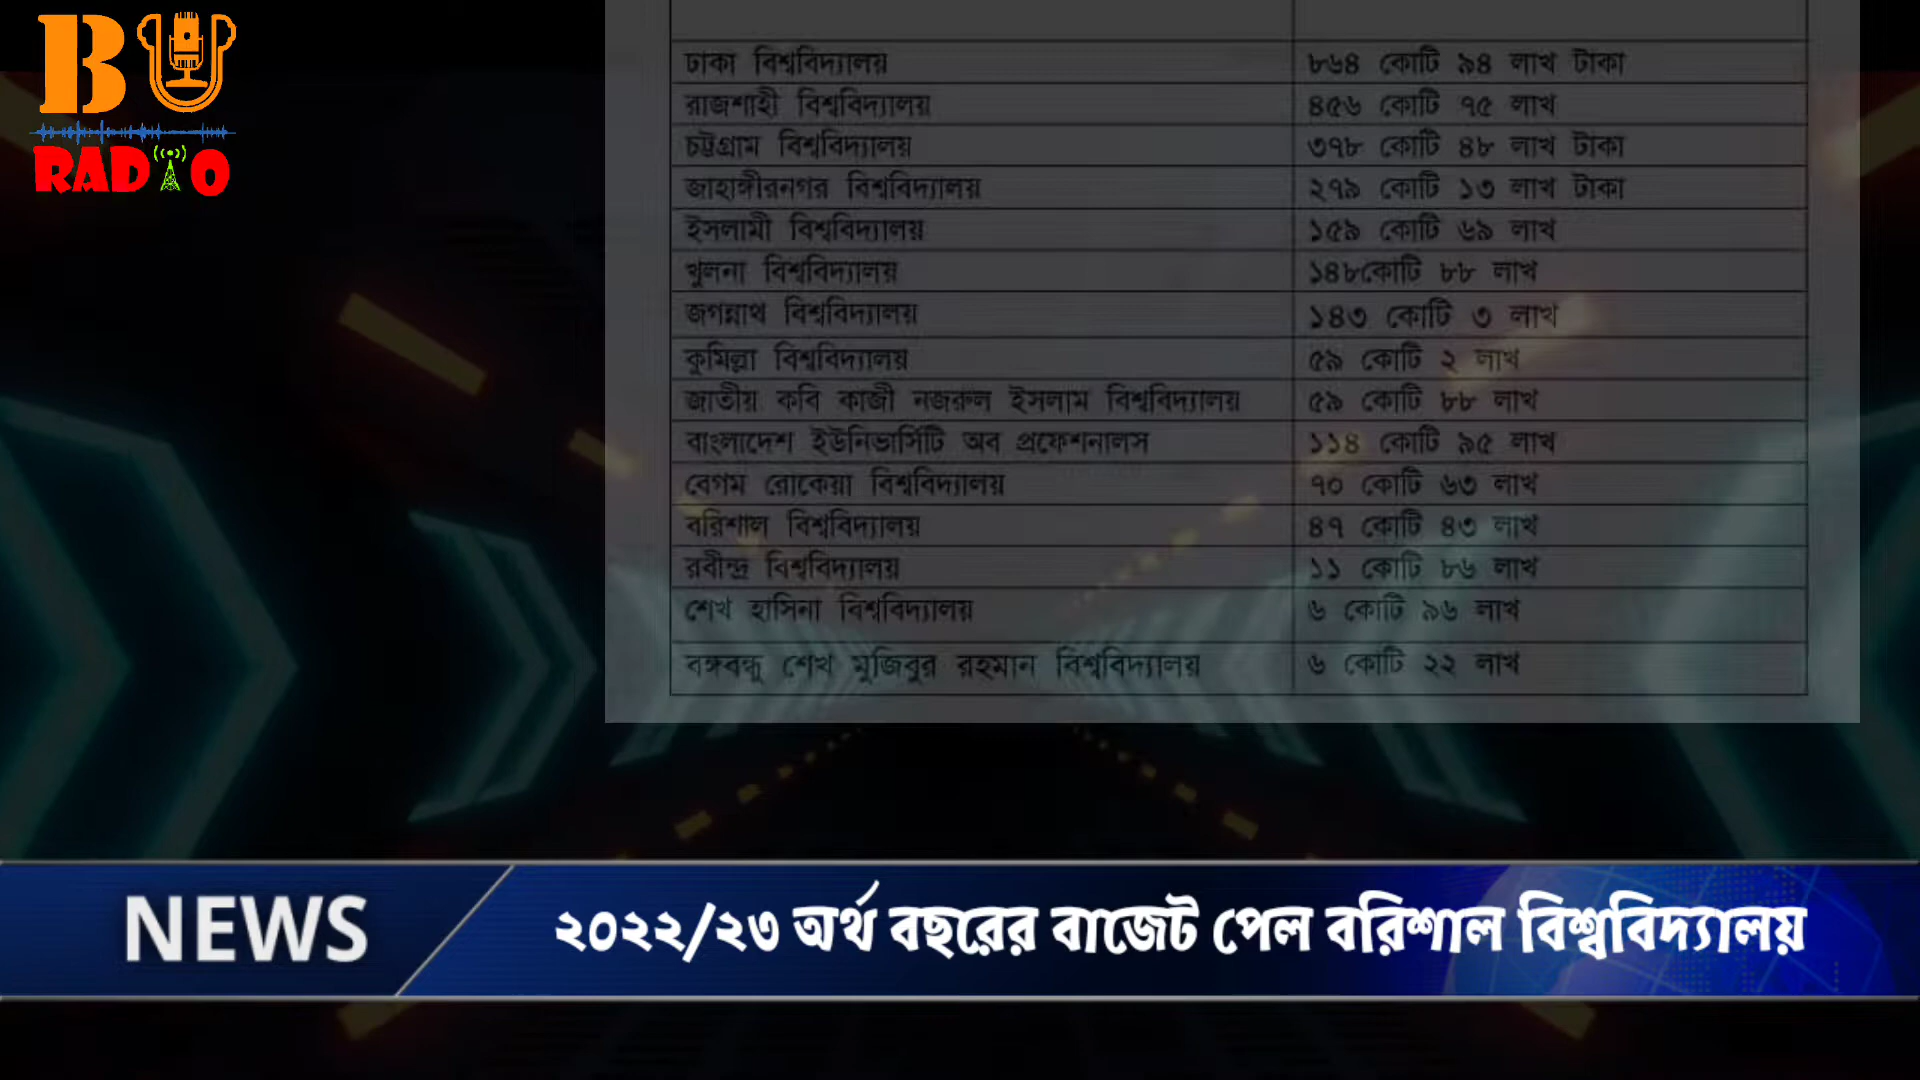 BU
RADIO
ঢাকা বিশ্ববিদ্যালয় ৮৬৪ কোটি ৯৪ লাখ টাকা
রাজশাহী বিশ্ববিদ্যালয় ৪৫৬ কোটি ৭৫ লাখ
চট্টগ্রাম বিশ্ববিদ্যালয় ৩৭৮ কোটি ৪৮ লাখ টাকা
জাহাঙ্গীরনগর বিশ্ববিদ্যালয় ২৭৯ কোটি ১৩ লাখ টাকা
ইসলামী বিশ্ববিদ্যালয় ১৫৯ কোটি ৬৯ লাখ
খুলনা বিশ্ববিদ্যালয় ১৪৮কোটি ৮৮ লাখ
জগন্নাথ বিশ্ববিদ্যালয় ১৪৩ কোটি ৩ লাখ
কুমিল্লা বিশ্ববিদ্যালয় ৫৯ কোটি ২ লাখ
জাতীয় কবি কাজী নজরুল ইসলাম বিশ্ববিদ্যালয় ৫৯ কোটি ৮৮ লাখ
বাংলাদেশ ইউনিভার্সিটি অব প্রফেশনালস ১১৪ কোটি ৯৫ লাখ
বেগম রোকেয়া বিশ্ববিদ্যালয় ৭০ কোটি ৬৩ লাখ
বরিশাল বিশ্ববিদ্যালয় ৪৭ কোটি ৪৩ লাখ
রবীন্দ্র বিশ্ববিদ্যালয় ১১ কোটি ৮৬ লাখ
শেখ হাসিনা বিশ্ববিদ্যালয় ৬ কোটি ৯৬ লাখ
বঙ্গবন্ধু শেখ মুজিবুর রহমান বিশ্ববিদ্যালয় ৬ কোটি ২২ লাখ
NEWS ২০২২/২৩ অর্থ বছরের বাজেট পেল বরিশাল বিশ্ববিদ্যালয়